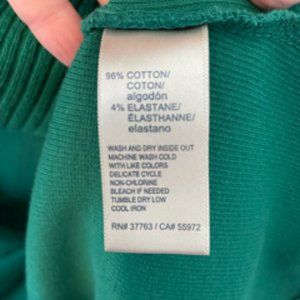 96% COTTON/
COTON/
algodón
4% ELASTANE/
ÉLASTHANNE/
elastano
WASH AND DRY INSIDE OUT
MACHINE WASH COLD
WITH LIKE COLORS
DELICATE CYCLE
NON-CHLORINE
BLEACH IF NEEDED
TUMBLE DRY LOW
COOL IRON
RN# 37763 / CA# 55972